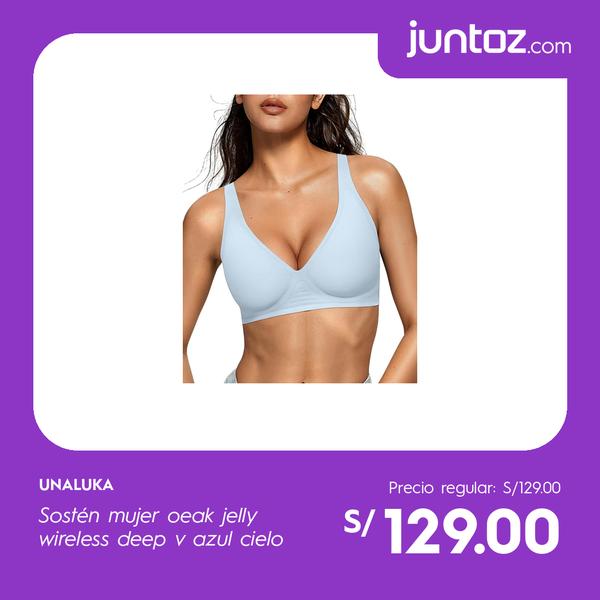 juntoz.com
UNALUKA
Sostén mujer oeak jelly
wireless deep v azul cielo
Precio regular: S/129.00
S/ 129.00